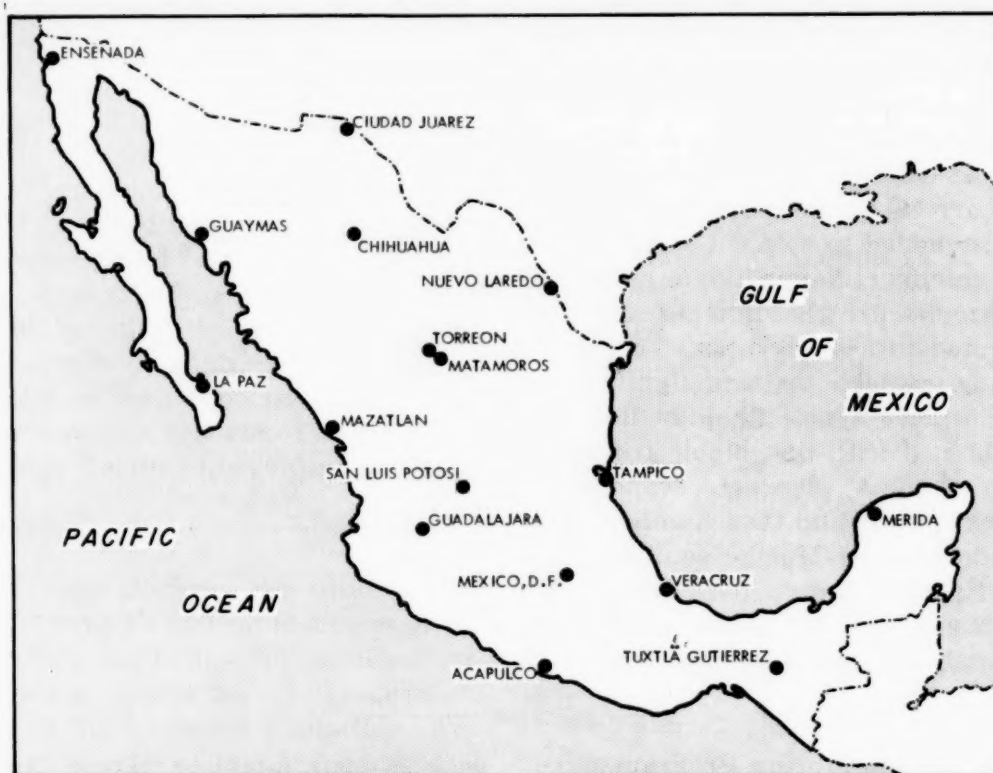 ENSEÑADA
CIUDAD JUAREZ
GUAYMAS
CHIHUAHUA
NUEVO LAREDO
GULF
OF
MEXICO
TORREON
MATAMOROS
LA PAZ
MAZATLAN
SAN LUIS POTOSI
TAMPICO
GUADALAJARA
MERIDA
PACIFIC
OCEAN
MEXICO, D.F.
VERACRUZ
TUXTLA GUTIERREZ
ACAPULCO